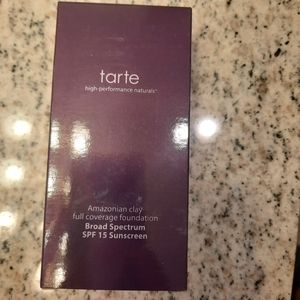 tarte
high-performance naturals™
Amazonian clay
full coverage foundation
Broad Spectrum
SPF 15 Sunscreen